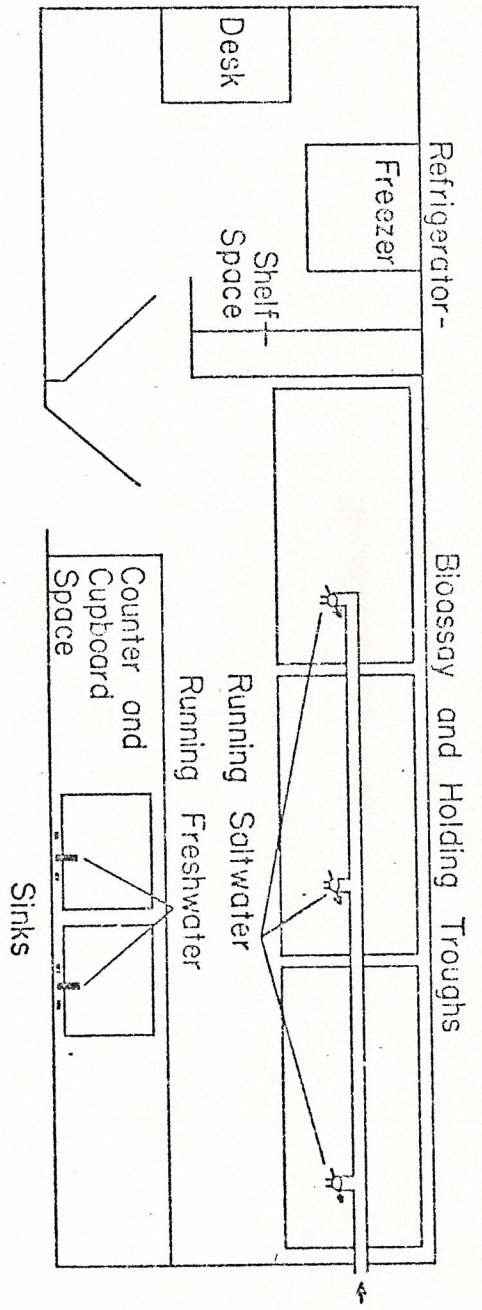 Refrigerator-
Freezer
Desk
Shelf-
Space
Bioassay and Holding Troughs
Running Saltwater
Running Freshwater
Counter and
Cupboard
Space
Sinks